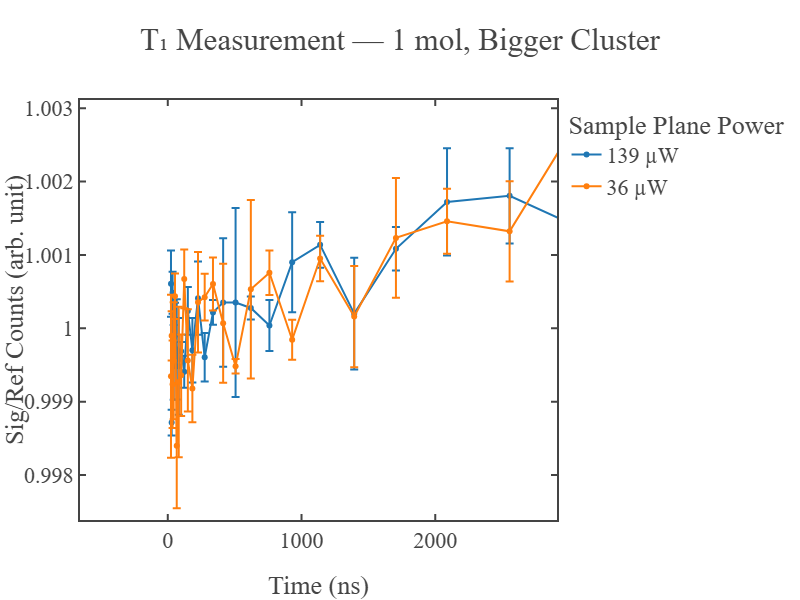 T₁ Measurement — 1 mol, Bigger Cluster
Sample Plane Power
139 µW
36 µW
Sig/Ref Counts (arb. unit)
1.003
1.002
1.001
1
0.999
0.998
0
1000
2000
Time (ns)